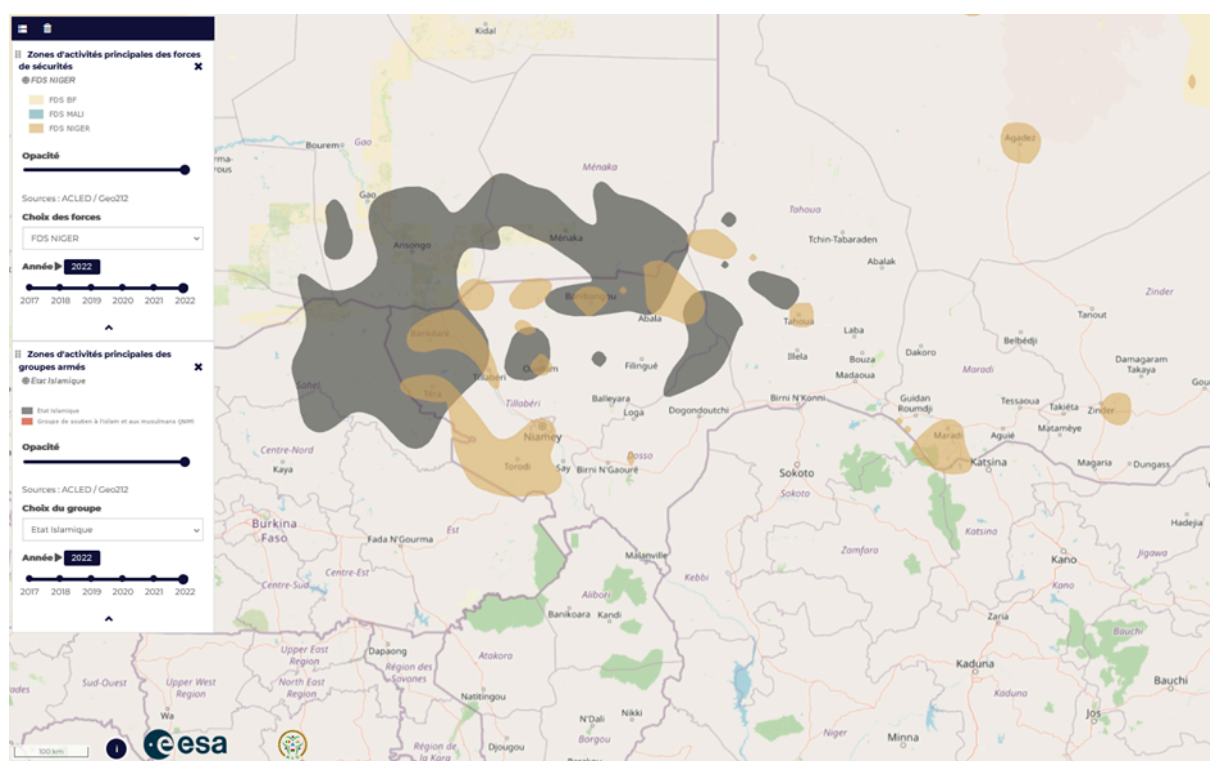 Zones d'activités principales des forces
de sécurités
FDS NIGER
FDS BF
FDS MALI
FDS NIGER
Opacité
Sources : ACLED / Geo212
Choix des forces
FDS NIGER
Année 2022
2017 2018 2019 2020 2021 2022
Zones d'activités principales des
groupes armés
Etat Islamique
Etat Islamique
Groupe de soutien à l'Islam et aux musulmans (JNIM)
Opacité
Sources : ACLED / Geo212
Choix du groupe
Etat Islamique
Année 2022
2017 2018 2019 2020 2021 2022
Kidal
Bourem
Gao
Ménaka
Agadez
Gao
Tahoua
Ansongo
Ménaka
Tchin-Tabaraden
Abalak
Zinder
Banibangou
Abala
Tahoua
Tanout
Bankilaré
Laba
Belbédji
Ouallam
Filingué
Illela
Bouza
Dakoro
Damagaram
Takaya
Tillabéri
Madaoua
Maradi
Sahel
Téra
Tillabéri
Balleyara
Loga
Dogondoutchi
Birni N'Konni
Guidan
Roumdji
Tessaoua
Takiéta
Zinder
Niamey
Maradi
Aguié
Matamèye
Centre-Nord
Kaya
Torodi
Say
Birni N'Gaouré
Dosso
Sokoto
Katsina
Magaria
Dungass
Sokoto
Burkina
Faso
Est
Fada N'Gourma
Katsina
Hadejia
Malanville
Zamfara
Kano
Jigawa
Centre-Est
Centre-Sud
Kebbi
Kano
Alibori
Banikoara
Kandi
Zaria
Bauchi
Upper East
Region
Dapaong
Atakora
Kaduna
Sud-Ouest
Upper West
Region
North East
Region
Région des
Savanes
Natitingou
Kaduna
Bauchi
Wa
N'Dali
Nikki
Jos
Borgou
Niger
Minna
100 km
i
esa
Région de
la Kara
Djougou
Parakou